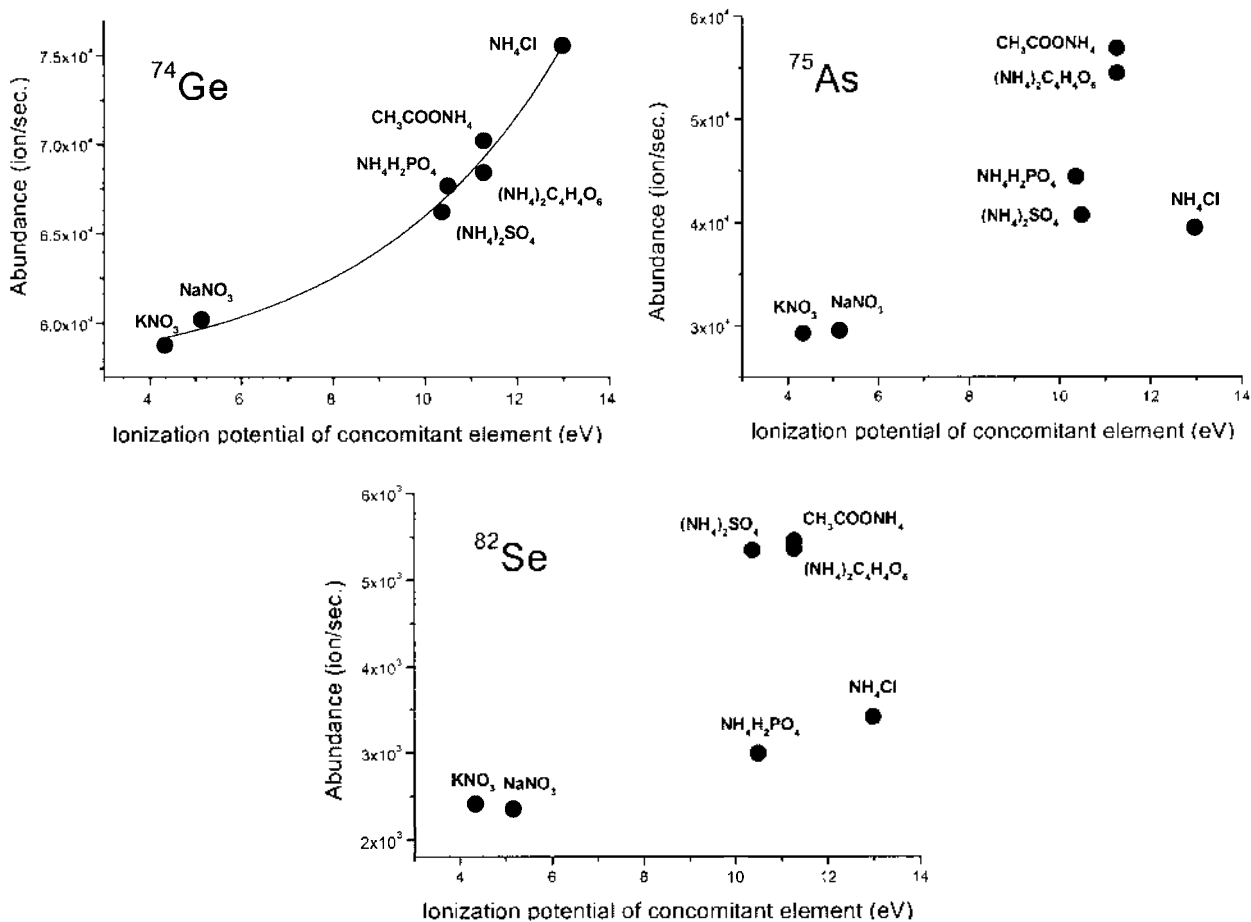 ⁷⁴Ge
Abundance (ion/sec.)
7.5x10⁴
7.0x10⁴
6.5x10⁴
6.0x10⁴
NH₄Cl
CH₃COONH₄
NH₄H₂PO₄
(NH₄)₂C₄H₄O₆
(NH₄)₂SO₄
NaNO₃
KNO₃
4 6 8 10 12 14
Ionization potential of concomitant element (eV)
⁷⁵As
Abundance (ion/sec.)
6x10⁴
5x10⁴
4x10⁴
3x10⁴
CH₃COONH₄
(NH₄)₂C₄H₄O₆
NH₄H₂PO₄
(NH₄)₂SO₄
NH₄Cl
KNO₃
NaNO₃
4 6 8 10 12 14
Ionization potential of concomitant element (eV)
⁸²Se
Abundance (ion/sec.)
6x10³
5x10³
4x10³
3x10³
2x10³
(NH₄)₂SO₄
CH₃COONH₄
(NH₄)₂C₄H₄O₆
NH₄Cl
NH₄H₂PO₄
KNO₃
NaNO₃
4 6 8 10 12 14
Ionization potential of concomitant element (eV)